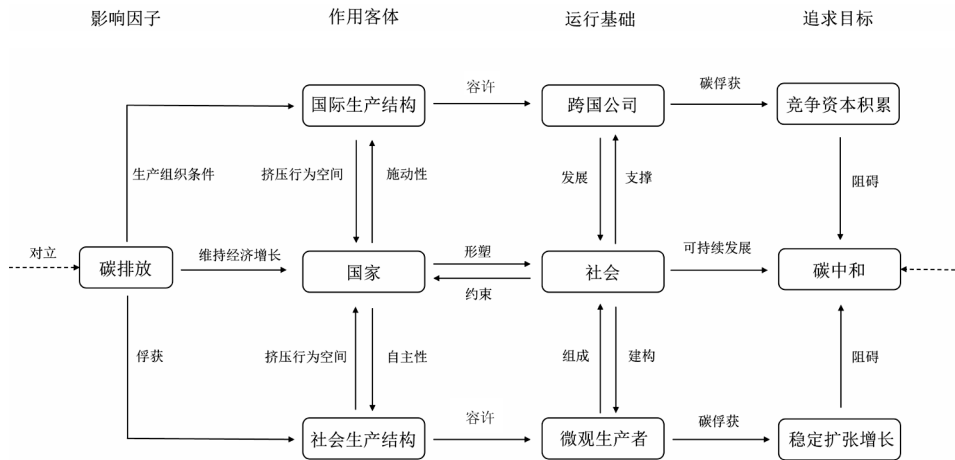 影响因子
作用客体
运行基础
追求目标
国际生产结构
容许
跨国公司
碳俘获
竞争资本积累
生产组织条件
挤压行为空间
施动性
发展
支撑
阻碍
对立
碳排放
维持经济增长
国家
形塑
约束
社会
可持续发展
碳中和
俘获
挤压行为空间
自主性
组成
建构
阻碍
社会生产结构
容许
微观生产者
碳俘获
稳定扩张增长